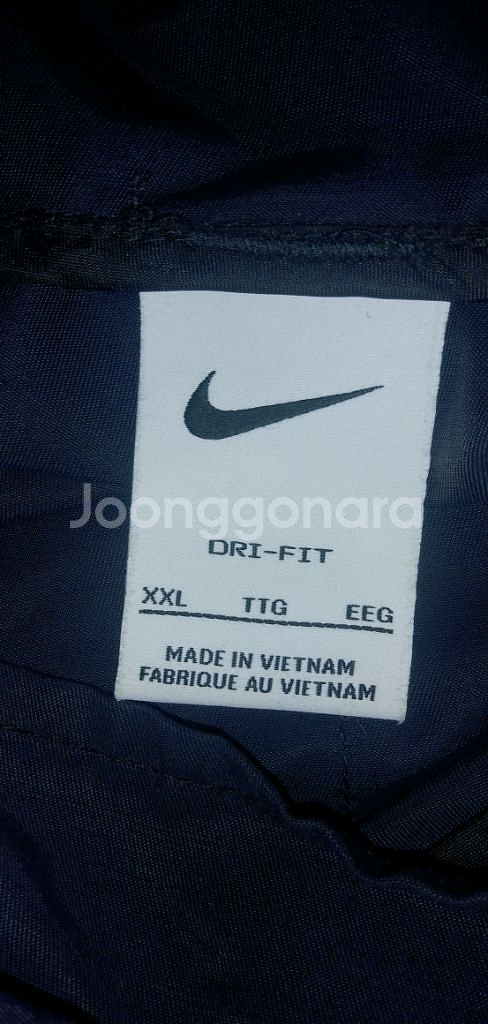 Joonggonara
DRI-FIT
XXL TTG EEG
MADE IN VIETNAM
FABRIQUE AU VIETNAM